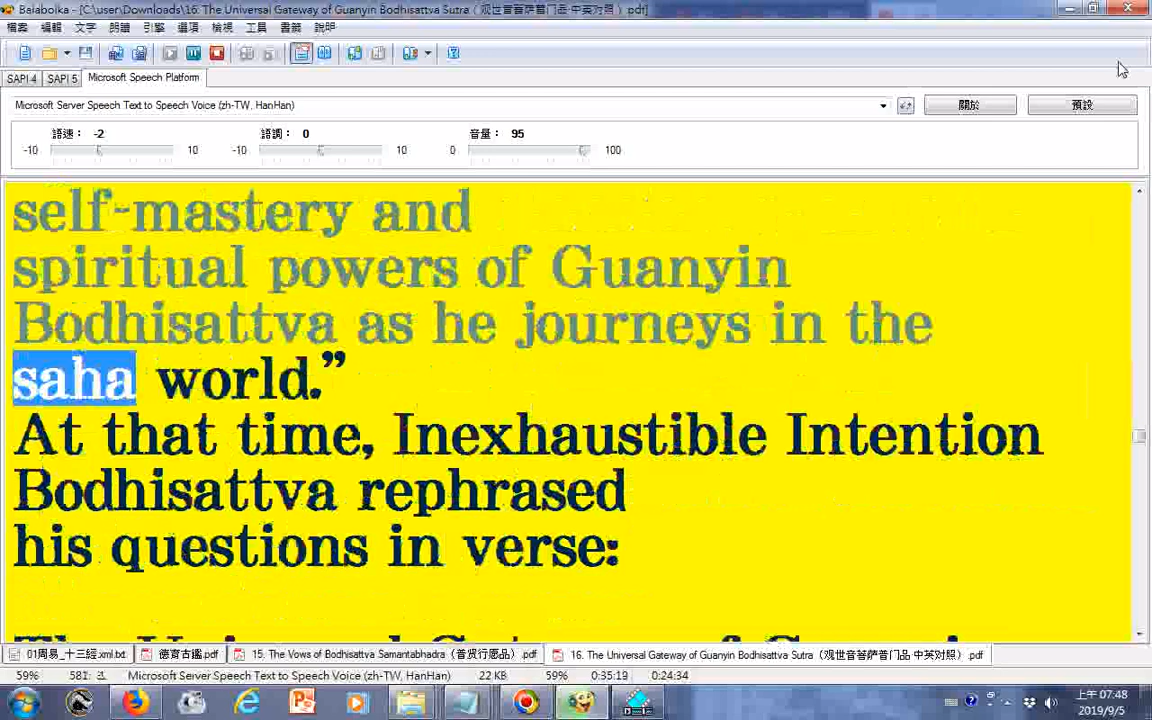 Balabolka - [C:\user\Downloads\16. The Universal Gateway of Guanyin Bodhisattva Sutra（观世音菩萨普门品 中英对照）.pdf]
檔案 編輯 文字 朗讀 引擎 選項 檢視 工具 書籤 說明
SAPI 4 SAPI 5 Microsoft Speech Platform
Microsoft Server Speech Text to Speech Voice (zh-TW, HanHan) 關於 預設
語速： -2 語調： 0 音量： 95
-10 10 -10 10 0 100
self-mastery and
spiritual powers of Guanyin
Bodhisattva as he journeys in the
saha world.”
At that time, Inexhaustible Intention
Bodhisattva rephrased
his questions in verse:
01周易_十三經.xml.txt 德育古鑑.pdf 15. The Vows of Bodhisattva Samantabhadra (普贤行愿品) .pdf 16. The Universal Gateway of Guanyin Bodhisattva Sutra（观世音菩萨普门品 中英对照）.pdf
59% Microsoft Server Speech Text to Speech Voice (zh-TW, HanHan) 22 KB 59% 0:35:19 0:24:34
上午 07:48
2019/9/5